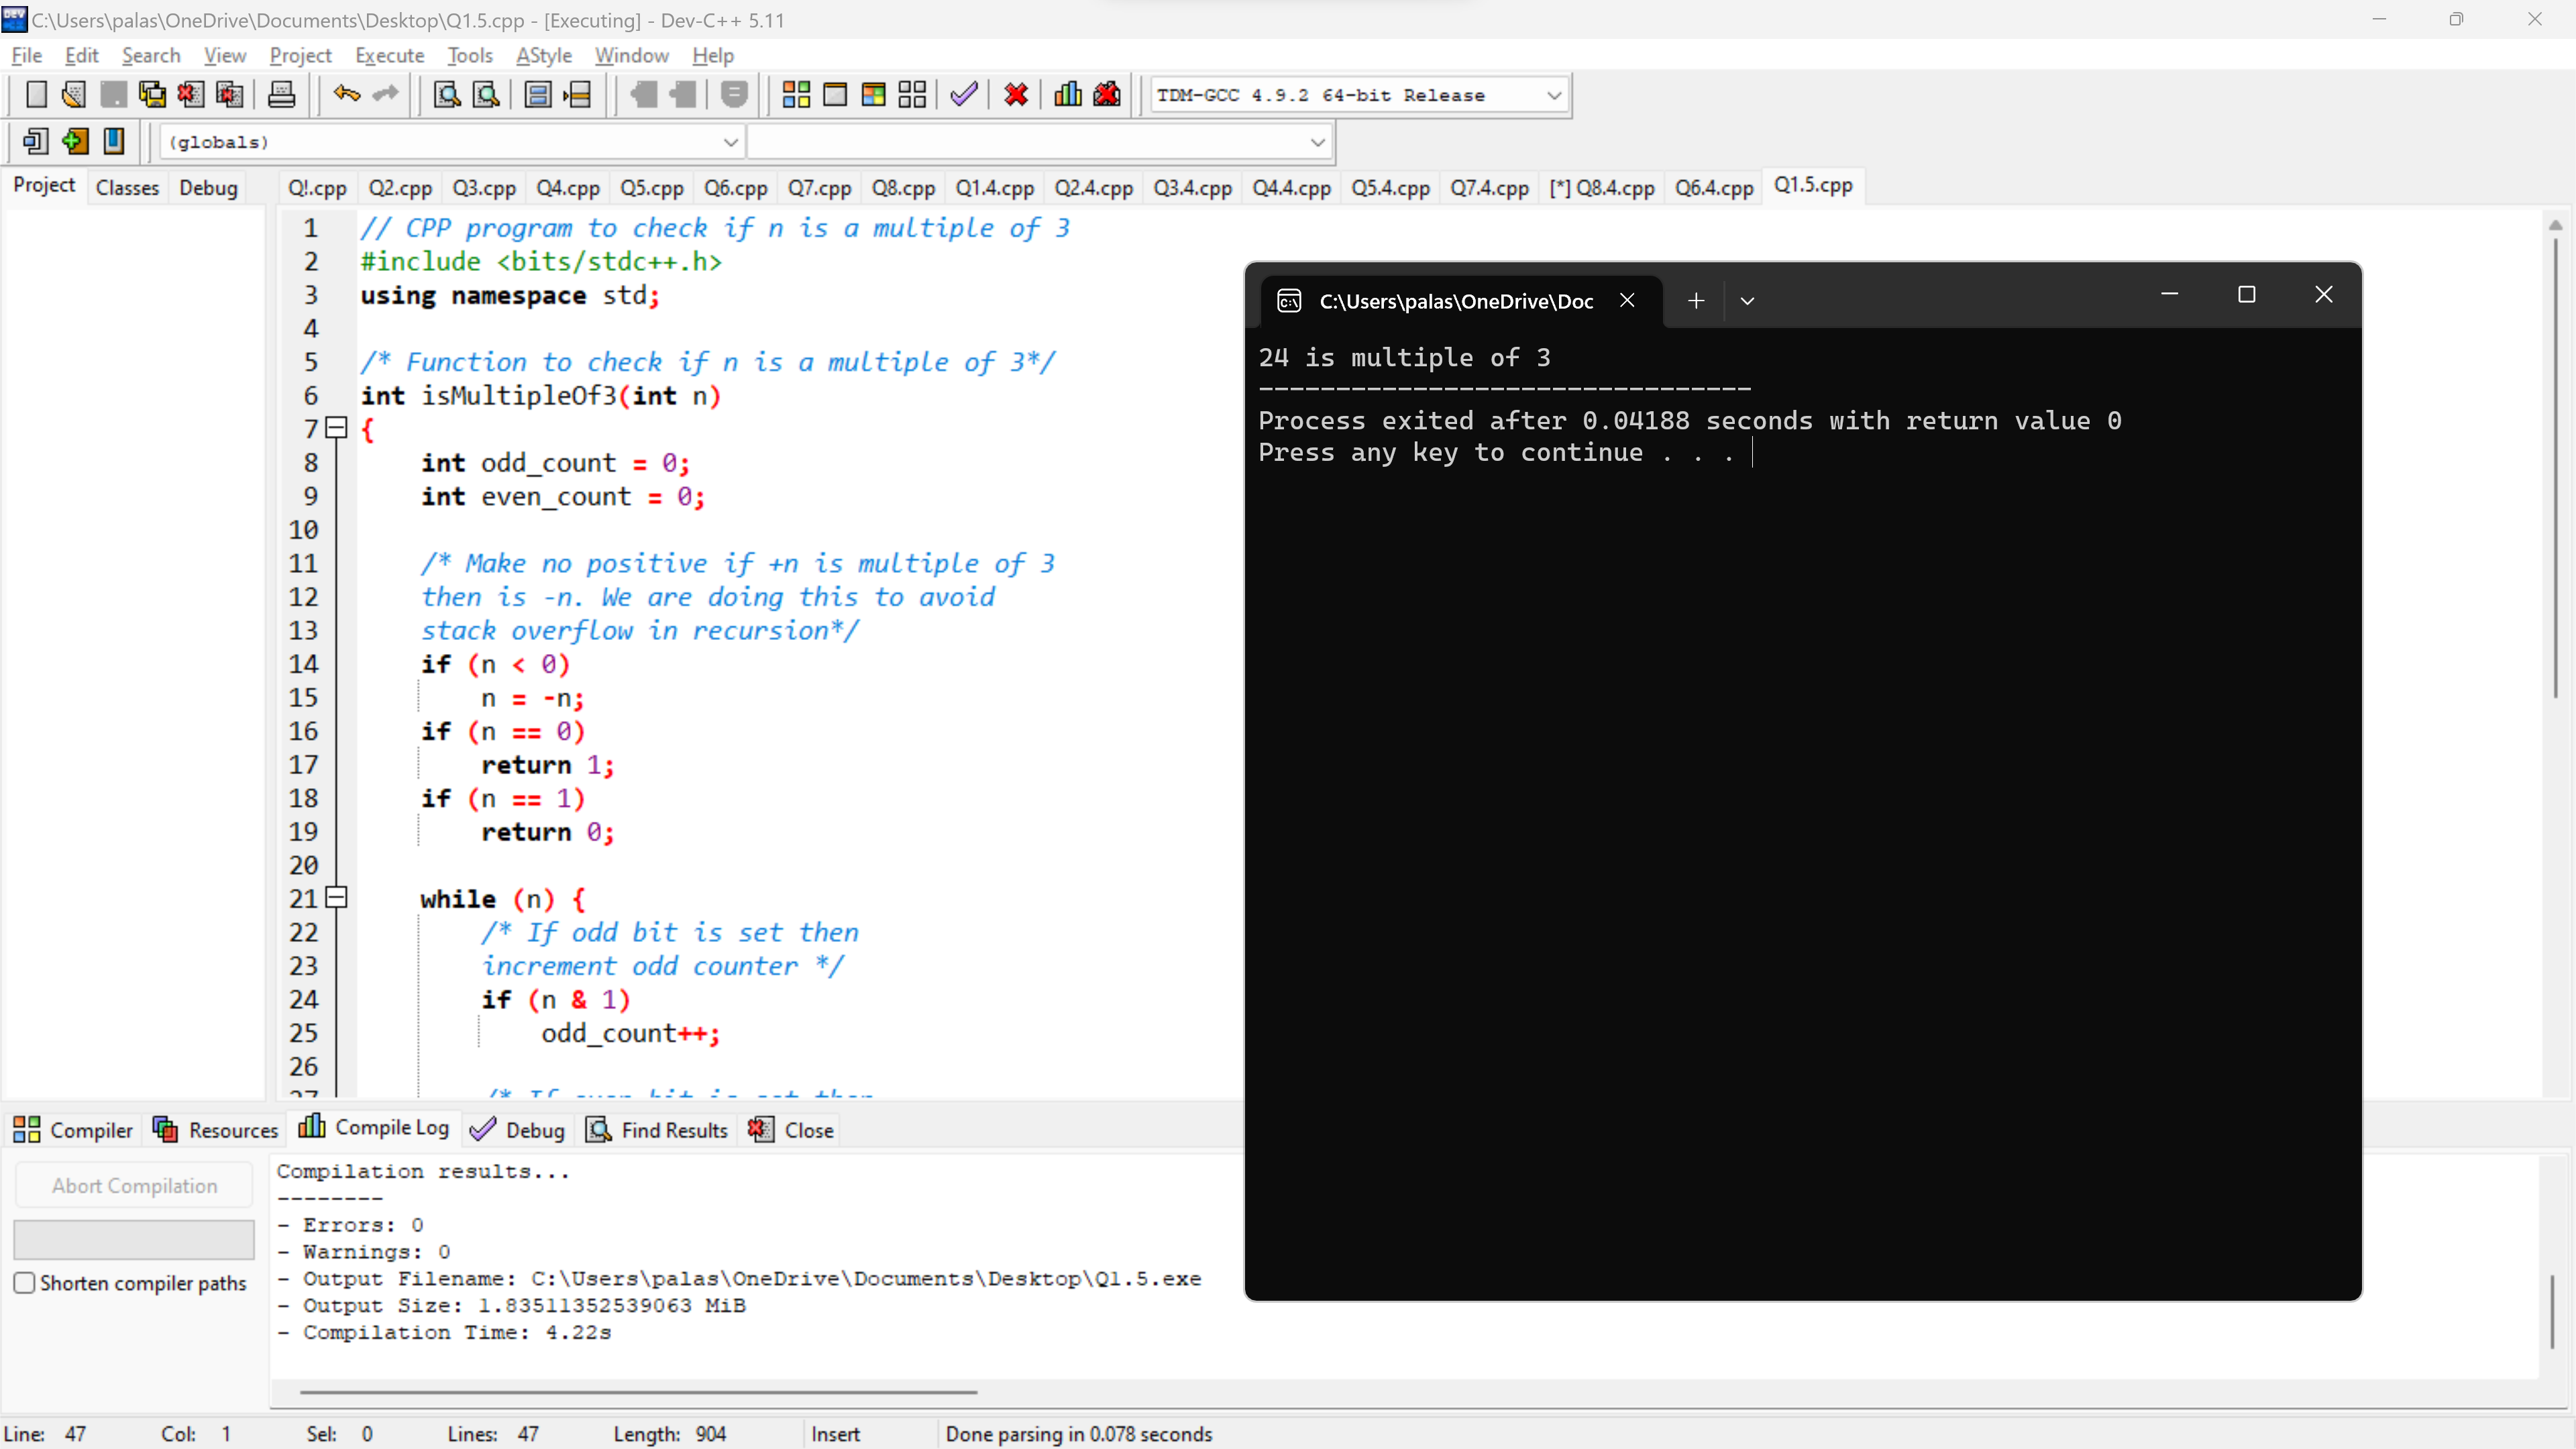 C:\Users\palas\OneDrive\Documents\Desktop\Q1.5.cpp - [Executing] - Dev-C++ 5.11
File Edit Search View Project Execute Tools AStyle Window Help
TDM-GCC 4.9.2 64-bit Release
(globals)
Project Classes Debug
Q!.cpp Q2.cpp Q3.cpp Q4.cpp Q5.cpp Q6.cpp Q7.cpp Q8.cpp Q1.4.cpp Q2.4.cpp Q3.4.cpp Q4.4.cpp Q5.4.cpp Q7.4.cpp [*] Q8.4.cpp Q6.4.cpp Q1.5.cpp
1 // CPP program to check if n is a multiple of 3
2 #include <bits/stdc++.h>
3 using namespace std;
4
5 /* Function to check if n is a multiple of 3*/
6 int isMultipleOf3(int n)
7 {
8 int odd_count = 0;
9 int even_count = 0;
10
11 /* Make no positive if +n is multiple of 3
12 then is -n. We are doing this to avoid
13 stack overflow in recursion*/
14 if (n < 0)
15 n = -n;
16 if (n == 0)
17 return 1;
18 if (n == 1)
19 return 0;
20
21 while (n) {
22 /* If odd bit is set then
23 increment odd counter */
24 if (n & 1)
25 odd_count++;
26
27 /* If even bit is set then
C:\Users\palas\OneDrive\Doc
24 is multiple of 3
--------------------------------
Process exited after 0.04188 seconds with return value 0
Press any key to continue . . .
Compiler Resources Compile Log Debug Find Results Close
Abort Compilation
Shorten compiler paths
Compilation results...
--------
- Errors: 0
- Warnings: 0
- Output Filename: C:\Users\palas\OneDrive\Documents\Desktop\Q1.5.exe
- Output Size: 1.83511352539063 MiB
- Compilation Time: 4.22s
Line: 47 Col: 1 Sel: 0 Lines: 47 Length: 904 Insert Done parsing in 0.078 seconds